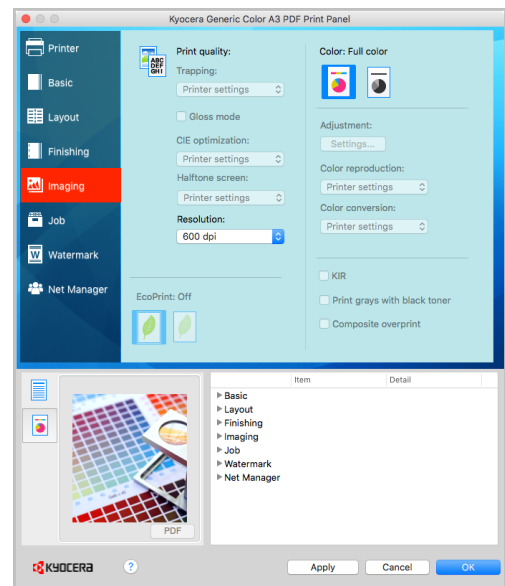 Kyocera Generic Color A3 PDF Print Panel
Printer
Basic
Layout
Finishing
Imaging
Job
W Watermark
Net Manager
ABC
DEF
GHI
Print quality:
Trapping:
Printer settings
Gloss mode
CIE optimization:
Printer settings
Halftone screen:
Printer settings
Resolution:
600 dpi
EcoPrint: Off
Color: Full color
Adjustment:
Settings...
Color reproduction:
Printer settings
Color conversion:
Printer settings
KIR
Print grays with black toner
Composite overprint
PDF
Item Detail
Basic
Layout
Finishing
Imaging
Job
Watermark
Net Manager
KYOCERA
?
Apply Cancel OK